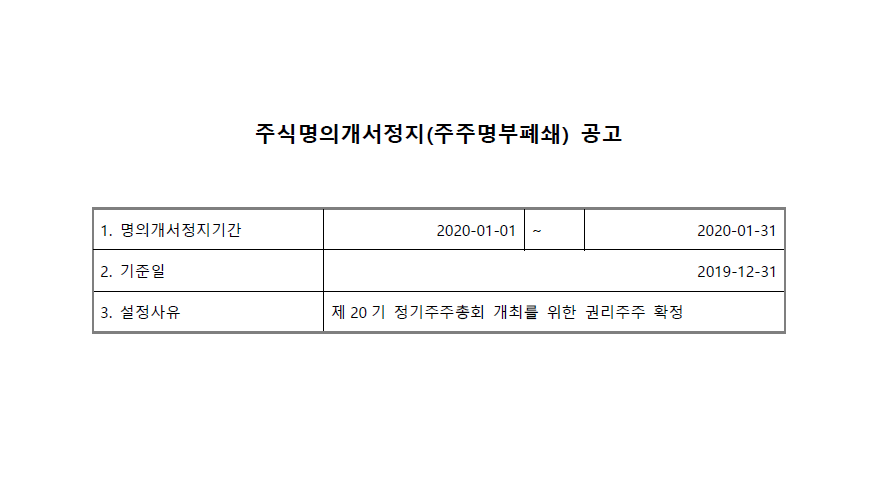 주식명의개서정지(주주명부폐쇄) 공고
1. 명의개서정지기간 2020-01-01 ~ 2020-01-31
2. 기준일 2019-12-31
3. 설정사유 제 20 기 정기주주총회 개최를 위한 권리주주 확정